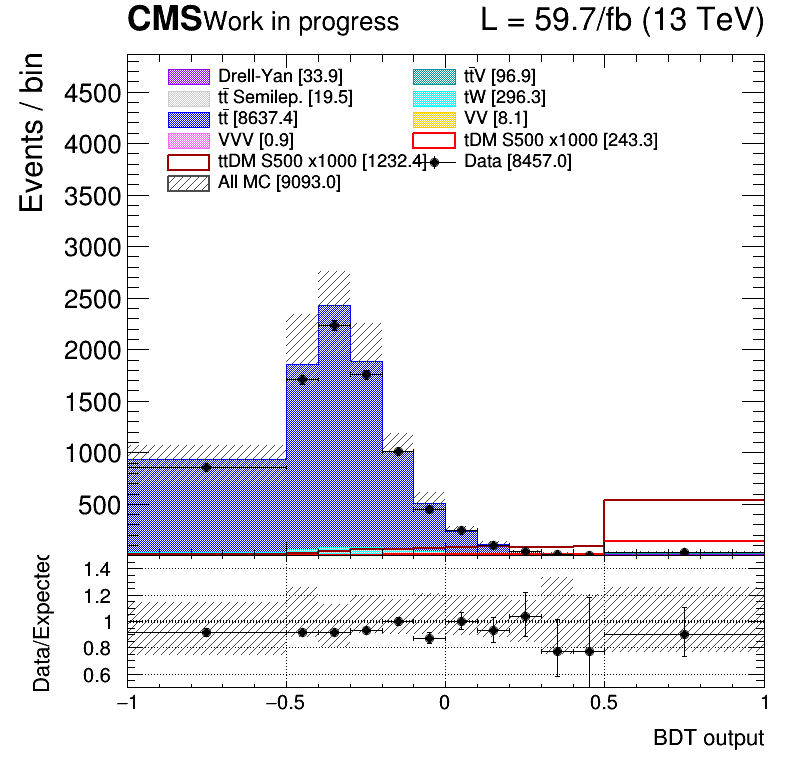 CMS Work in progress L = 59.7/fb (13 TeV)
Events / bin
Drell-Yan [33.9] tt̄V [96.9]
tt̄ Semilep. [19.5] tW [296.3]
tt̄ [8637.4] VV [8.1]
VVV [0.9] tDM S500 x1000 [243.3]
ttDM S500 x1000 [1232.4] Data [8457.0]
All MC [9093.0]
4500
4000
3500
3000
2500
2000
1500
1000
500
Data/Expected
1.4
1.2
1
0.8
0.6
−1 −0.5 0 0.5 1
BDT output